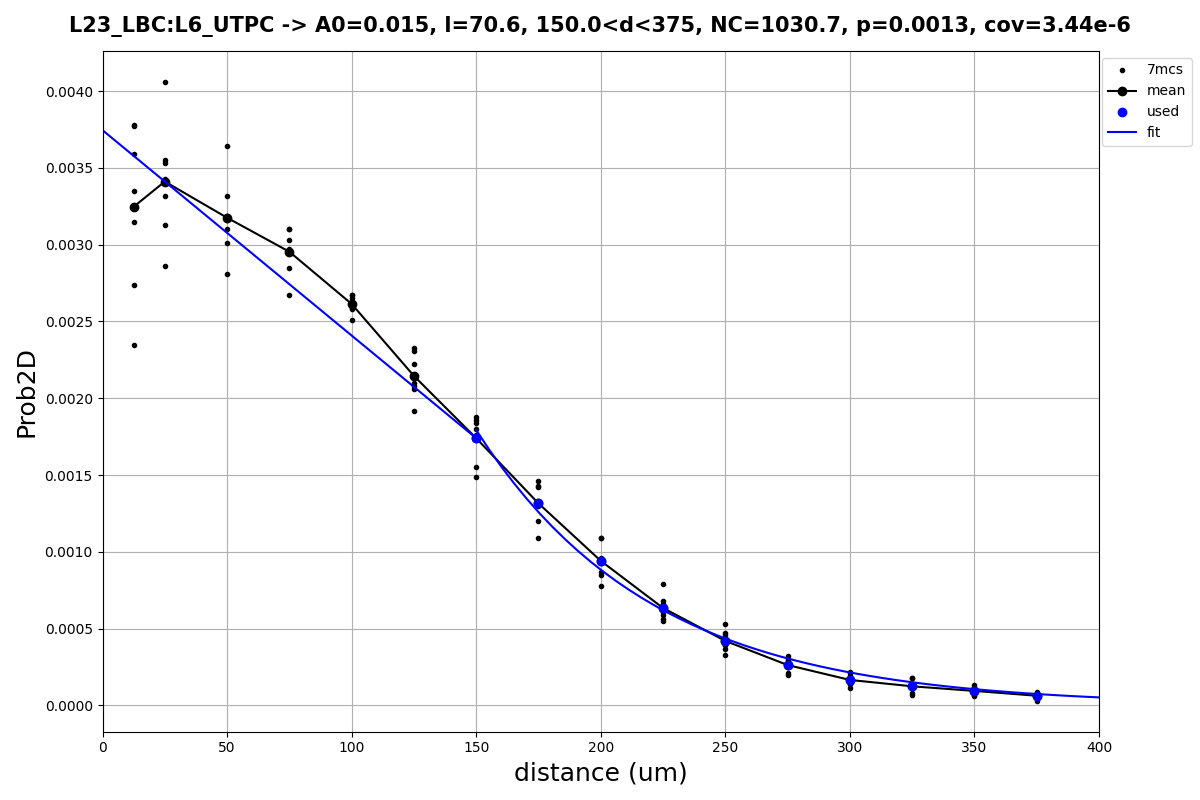 L23_LBC:L6_UTPC -> A0=0.015, l=70.6, 150.0<d<375, NC=1030.7, p=0.0013, cov=3.44e-6
7mcs
mean
used
fit
Prob2D
0.0040
0.0035
0.0030
0.0025
0.0020
0.0015
0.0010
0.0005
0.0000
0 50 100 150 200 250 300 350 400
distance (um)